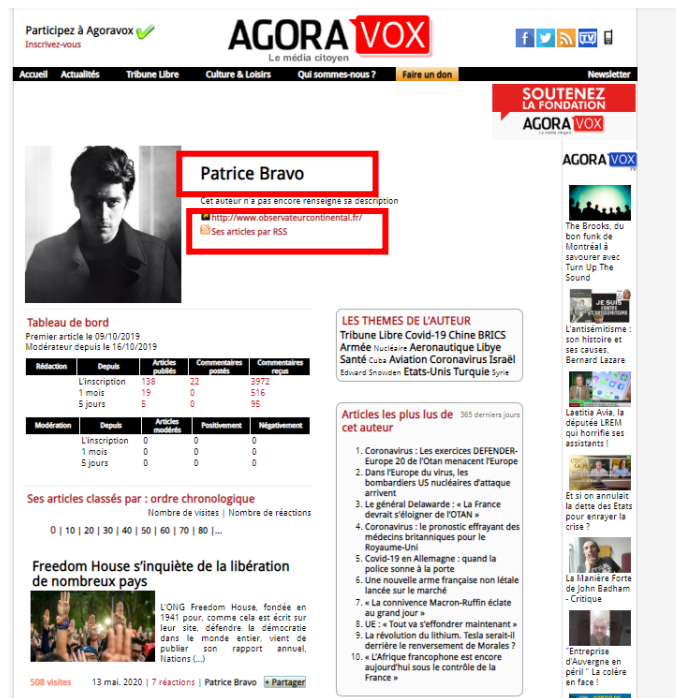 Participez à Agoravox
Inscrivez-vous
AGORA VOX
Le média citoyen
f TV
Accueil Actualités Tribune Libre Culture & Loisirs Qui sommes-nous ? Faire un don Newsletter
SOUTENEZ
LA FONDATION
AGORA VOX
Le média citoyen
AGORA VOX
TV
Patrice Bravo
Cet auteur n'a pas encore renseigné sa description
http://www.observateurcontinental.fr/
Ses articles par RSS
Tableau de bord
Premier article le 09/10/2019
Modérateur depuis le 16/10/2019
Rédaction Depuis Articles publiés Commentaires postés Commentaires reçus
L'inscription 138 22 3972
1 mois 19 0 516
5 jours 5 0 95
Modération Depuis Articles modérés Positivement Négativement
L'inscription 0 0 0
1 mois 0 0 0
5 jours 0 0 0
Ses articles classés par : ordre chronologique
Nombre de visites | Nombre de réactions
0 | 10 | 20 | 30 | 40 | 50 | 60 | 70 | 80 |...
Freedom House s'inquiète de la libération
de nombreux pays
L'ONG Freedom House, fondée en
1941 pour, comme cela est écrit sur
leur site, défendre la démocratie
dans le monde entier, vient de
publier son rapport annuel,
Nations (...)
508 visites 13 mai. 2020 | 7 réactions | Patrice Bravo + Partager
LES THEMES DE L'AUTEUR
Tribune Libre Covid-19 Chine BRICS
Armée Nucléaire Aeronautique Libye
Santé Cuba Aviation Coronavirus Israël
Edward Snowden Etats-Unis Turquie Syrie
Articles les plus lus de 365 derniers jours
cet auteur
1. Coronavirus : Les exercices DEFENDER-
Europe 20 de l'Otan menacent l'Europe
2. Dans l'Europe du virus, les
bombardiers US nucléaires d'attaque
arrivent
3. Le général Delawarde : « La France
devrait s'éloigner de l'OTAN »
4. Coronavirus : le pronostic effrayant des
médecins britanniques pour le
Royaume-Uni
5. Covid-19 en Allemagne : quand la
police sonne à la porte
6. Une nouvelle arme française non létale
lancée sur le marché
7. « La connivence Macron-Ruffin éclate
au grand jour »
8. UE : « Tout va s'effondrer maintenant »
9. La révolution du lithium. Tesla serait-il
derrière le renversement de Morales ?
10. « L'Afrique francophone est encore
aujourd'hui sous le contrôle de la
France »
The Brooks, du
bon funk de
Montréal à
savourer avec
Turn Up The
Sound
JE SUIS
CONTRE
L'antisémitisme :
son histoire et
ses causes,
Bernard Lazare
Laetitia Avia, la
députée LREM
qui horrifie ses
assistants !
Et si on annulait
la dette des Etats
pour enrayer la
crise ?
La Manière Forte
de John Badham
- Critique
"Entreprise
d'Auvergne en
péril " La colère
en face !